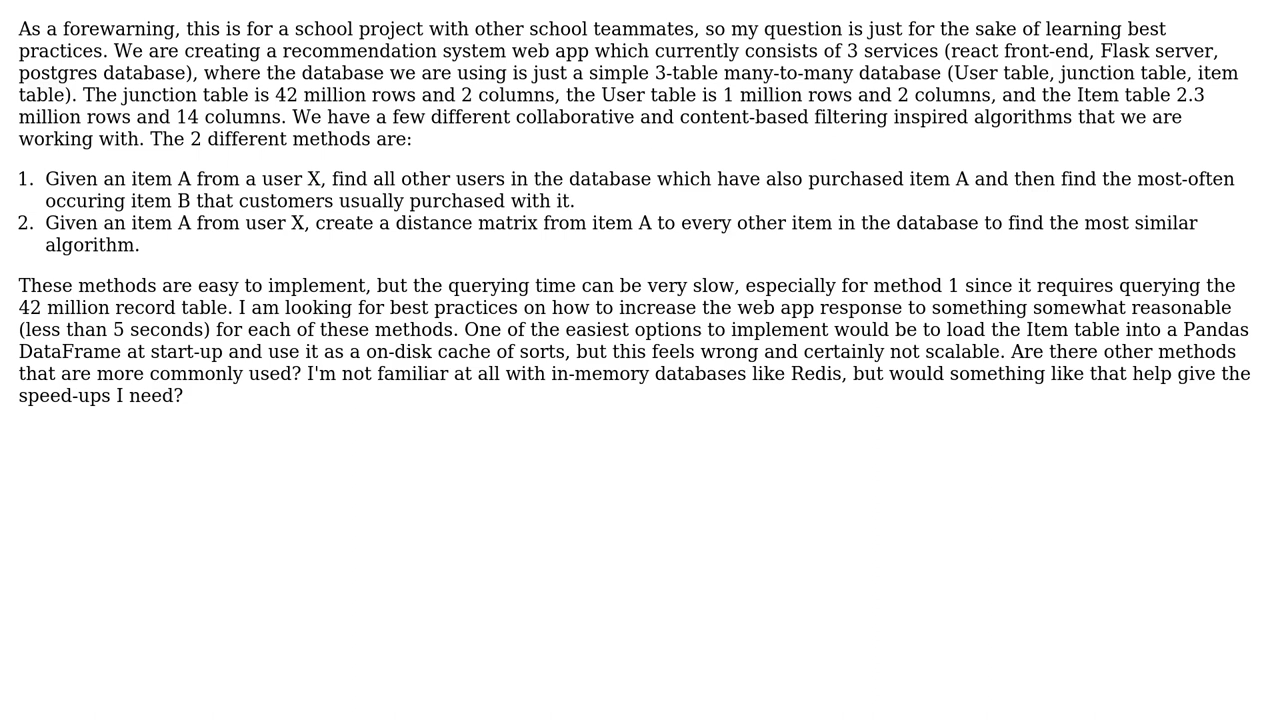 As a forewarning, this is for a school project with other school teammates, so my question is just for the sake of learning best
practices. We are creating a recommendation system web app which currently consists of 3 services (react front-end, Flask server,
postgres database), where the database we are using is just a simple 3-table many-to-many database (User table, junction table, item
table). The junction table is 42 million rows and 2 columns, the User table is 1 million rows and 2 columns, and the Item table 2.3
million rows and 14 columns. We have a few different collaborative and content-based filtering inspired algorithms that we are
working with. The 2 different methods are:
1. Given an item A from a user X, find all other users in the database which have also purchased item A and then find the most-often
occuring item B that customers usually purchased with it.
2. Given an item A from user X, create a distance matrix from item A to every other item in the database to find the most similar
algorithm.
These methods are easy to implement, but the querying time can be very slow, especially for method 1 since it requires querying the
42 million record table. I am looking for best practices on how to increase the web app response to something somewhat reasonable
(less than 5 seconds) for each of these methods. One of the easiest options to implement would be to load the Item table into a Pandas
DataFrame at start-up and use it as a on-disk cache of sorts, but this feels wrong and certainly not scalable. Are there other methods
that are more commonly used? I'm not familiar at all with in-memory databases like Redis, but would something like that help give the
speed-ups I need?